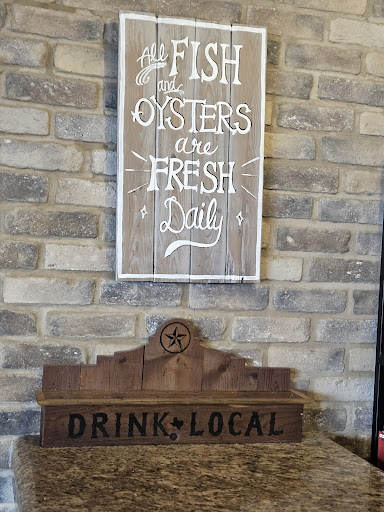 All FISH
and
OYSTERS
are
FRESH
Daily
DRINK LOCAL